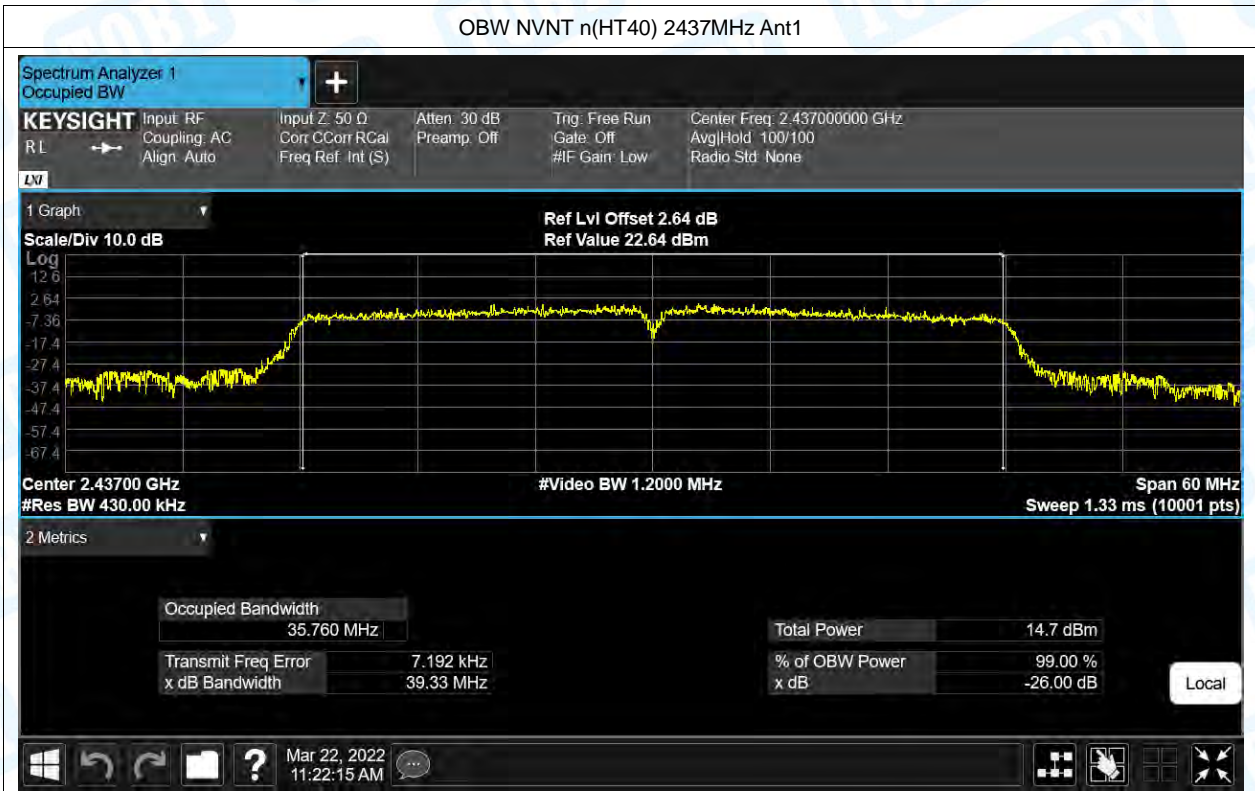 OBW NVNT n(HT40) 2437MHz Ant1
Spectrum Analyzer 1
Occupied BW
KEYSIGHT
R L
LXI
Input: RF
Coupling: AC
Align: Auto
Input Z: 50 Ω
Corr CCorr RCal
Freq Ref: Int (S)
Atten: 30 dB
Preamp: Off
Trig: Free Run
Gate: Off
#IF Gain: Low
Center Freq: 2.437000000 GHz
Avg|Hold: 100/100
Radio Std: None
1 Graph
Scale/Div 10.0 dB
Ref Lvl Offset 2.64 dB
Ref Value 22.64 dBm
Log
12.6
2.64
-7.36
-17.4
-27.4
-37.4
-47.4
-57.4
-67.4
Center 2.43700 GHz
#Video BW 1.2000 MHz
Span 60 MHz
#Res BW 430.00 kHz
Sweep 1.33 ms (10001 pts)
2 Metrics
Occupied Bandwidth
35.760 MHz
Total Power 14.7 dBm
Transmit Freq Error 7.192 kHz
% of OBW Power 99.00 %
x dB Bandwidth 39.33 MHz
x dB -26.00 dB
Local
?
Mar 22, 2022
11:22:15 AM
TOBY